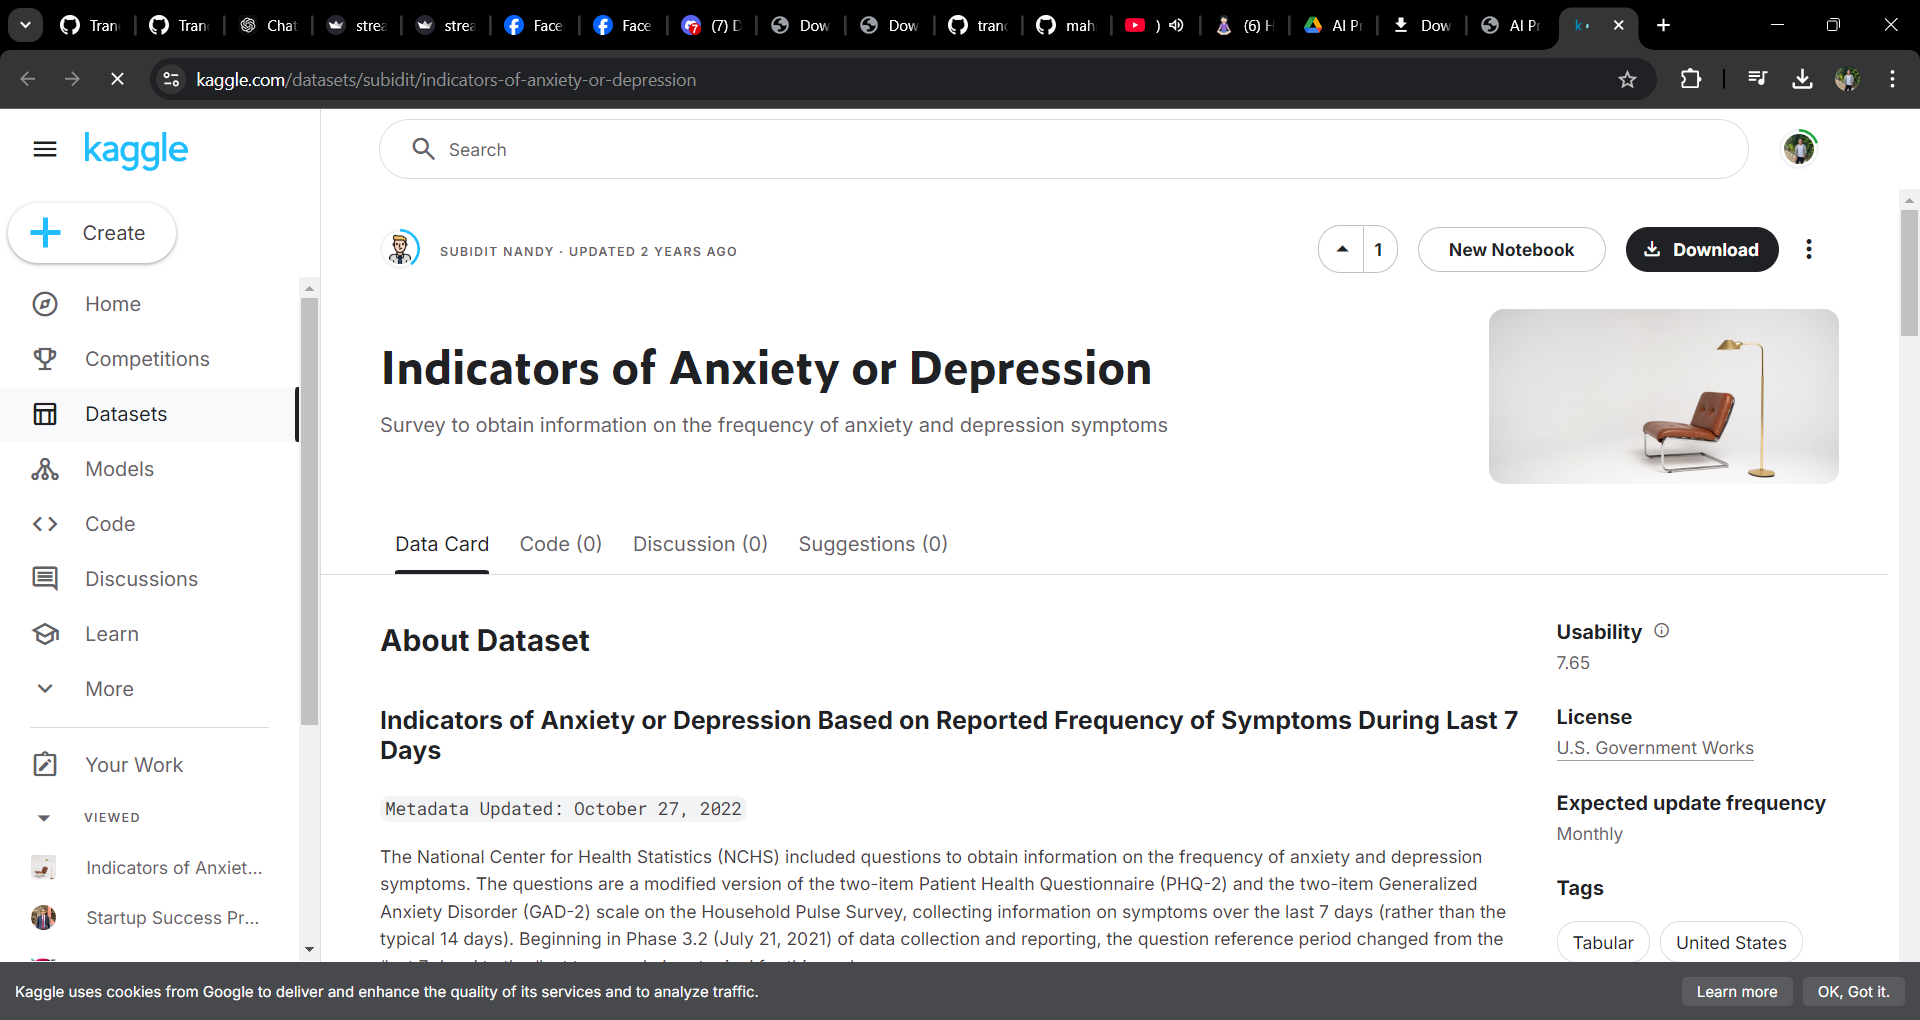 Tran
Tran
Chat
strea
strea
Face
Face
(7) D
Dow
Dow
tran
mah
)
(6) H
AI Pr
Dow
AI Pr
kaggle.com/datasets/subidit/indicators-of-anxiety-or-depression
kaggle
Search
Create
SUBIDIT NANDY · UPDATED 2 YEARS AGO
1
New Notebook
Download
Home
Competitions
Datasets
Models
Code
Discussions
Learn
More
Your Work
VIEWED
Indicators of Anxiet...
Startup Success Pr...
Indicators of Anxiety or Depression
Survey to obtain information on the frequency of anxiety and depression symptoms
Data Card
Code (0)
Discussion (0)
Suggestions (0)
About Dataset
Indicators of Anxiety or Depression Based on Reported Frequency of Symptoms During Last 7
Days
Metadata Updated: October 27, 2022
The National Center for Health Statistics (NCHS) included questions to obtain information on the frequency of anxiety and depression
symptoms. The questions are a modified version of the two-item Patient Health Questionnaire (PHQ-2) and the two-item Generalized
Anxiety Disorder (GAD-2) scale on the Household Pulse Survey, collecting information on symptoms over the last 7 days (rather than the
typical 14 days). Beginning in Phase 3.2 (July 21, 2021) of data collection and reporting, the question reference period changed from the
Usability
7.65
License
U.S. Government Works
Expected update frequency
Monthly
Tags
Tabular
United States
Kaggle uses cookies from Google to deliver and enhance the quality of its services and to analyze traffic.
Learn more
OK, Got it.